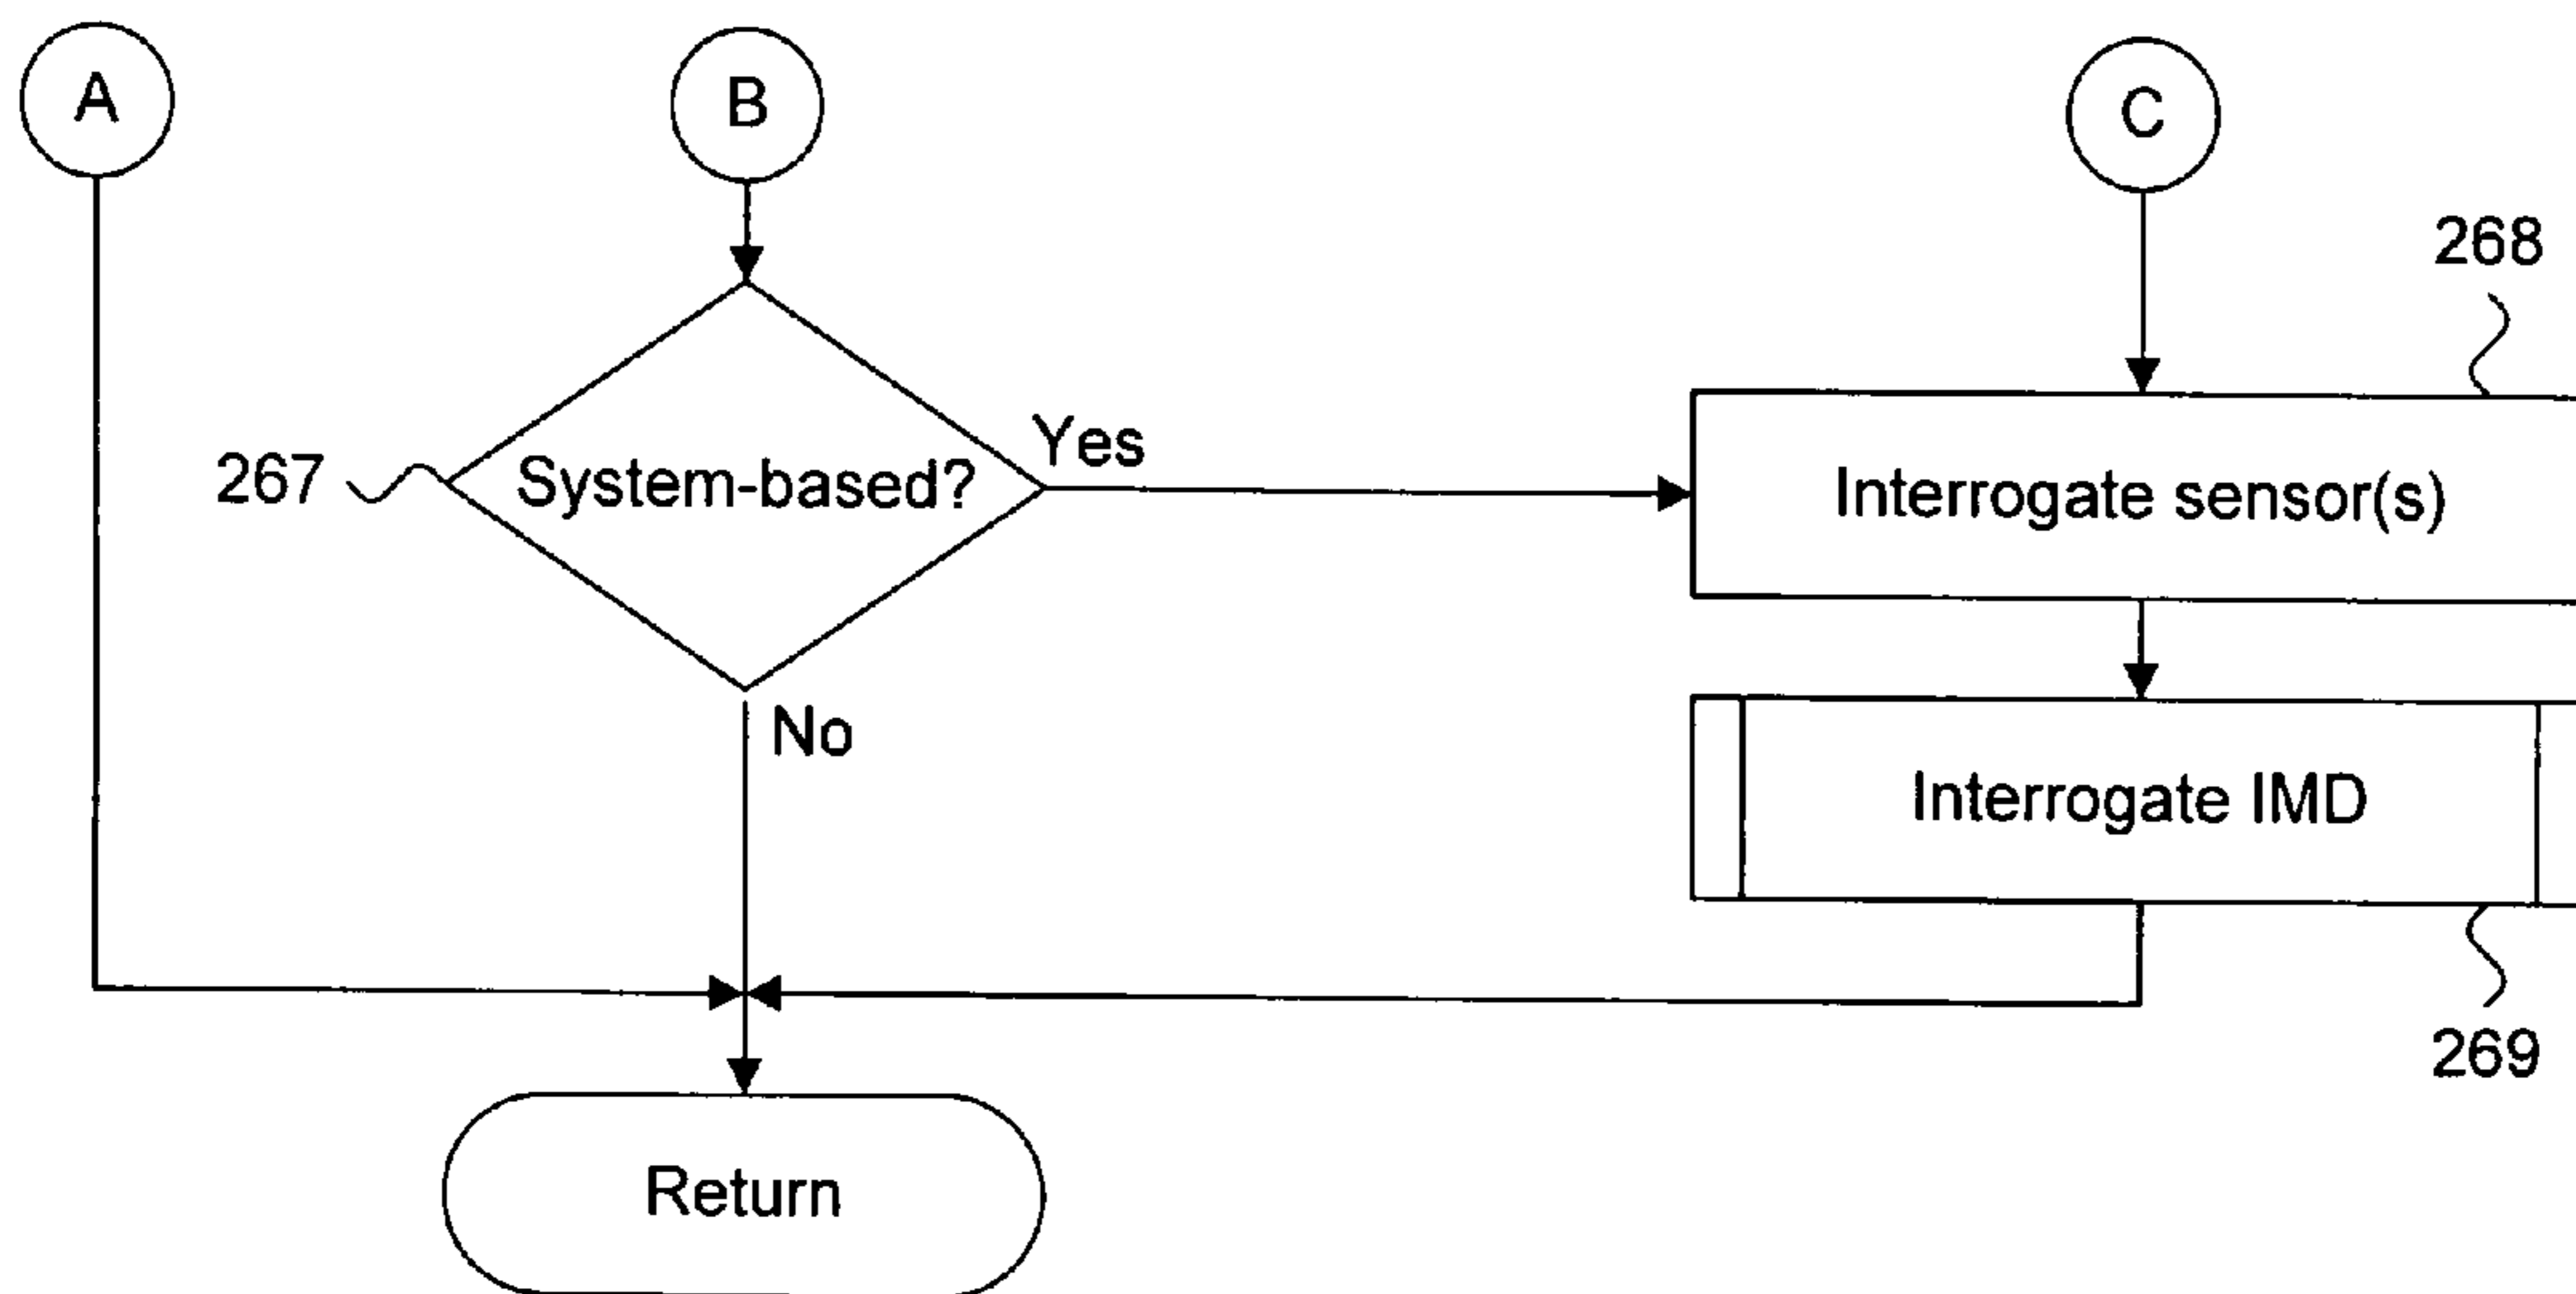 A
B
C
268
Yes
267
System-based?
Interrogate sensor(s)
No
Interrogate IMD
269
Return